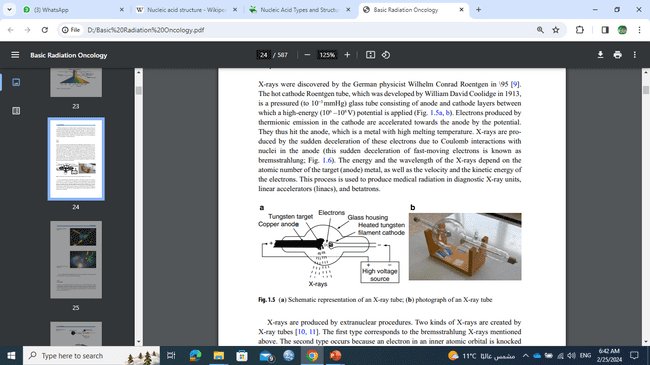 (3) WhatsApp
Nucleic acid structure - Wikipe
Nucleic Acid Types and Structu
Basic Radiation Oncology
File D:/Basic%20Radiation%20Oncology.pdf
Basic Radiation Oncology
24 / 587
125%
23
24
25
X-rays were discovered by the German physicist Wilhelm Conrad Roentgen in \95 [9].
The hot cathode Roentgen tube, which was developed by William David Coolidge in 1913,
is a pressured (to 10⁻³ mmHg) glass tube consisting of anode and cathode layers between
which a high-energy (10⁶ –10⁸ V) potential is applied (Fig. 1.5a, b). Electrons produced by
thermionic emission in the cathode are accelerated towards the anode by the potential.
They thus hit the anode, which is a metal with high melting temperature. X-rays are pro-
duced by the sudden deceleration of these electrons due to Coulomb interactions with
nuclei in the anode (this sudden deceleration of fast-moving electrons is known as
bremsstrahlung; Fig. 1.6). The energy and the wavelength of the X-rays depend on the
atomic number of the target (anode) metal, as well as the velocity and the kinetic energy of
the electrons. This process is used to produce medical radiation in diagnostic X-ray units,
linear accelerators (linacs), and betatrons.
a
b
Tungsten target
Electrons
Glass housing
Copper anode
Heated tungsten
filament cathode
High voltage
source
X-rays
Fig. 1.5 (a) Schematic representation of an X-ray tube; (b) photograph of an X-ray tube
X-rays are produced by extranuclear procedures. Two kinds of X-rays are created by
X-ray tubes [10, 11]. The first type corresponds to the bremsstrahlung X-rays mentioned
above. The second type occurs because an electron in an inner atomic orbital is knocked
Type here to search
11°C مشمس غالبًا
ENG
6:42 AM
2/25/2024